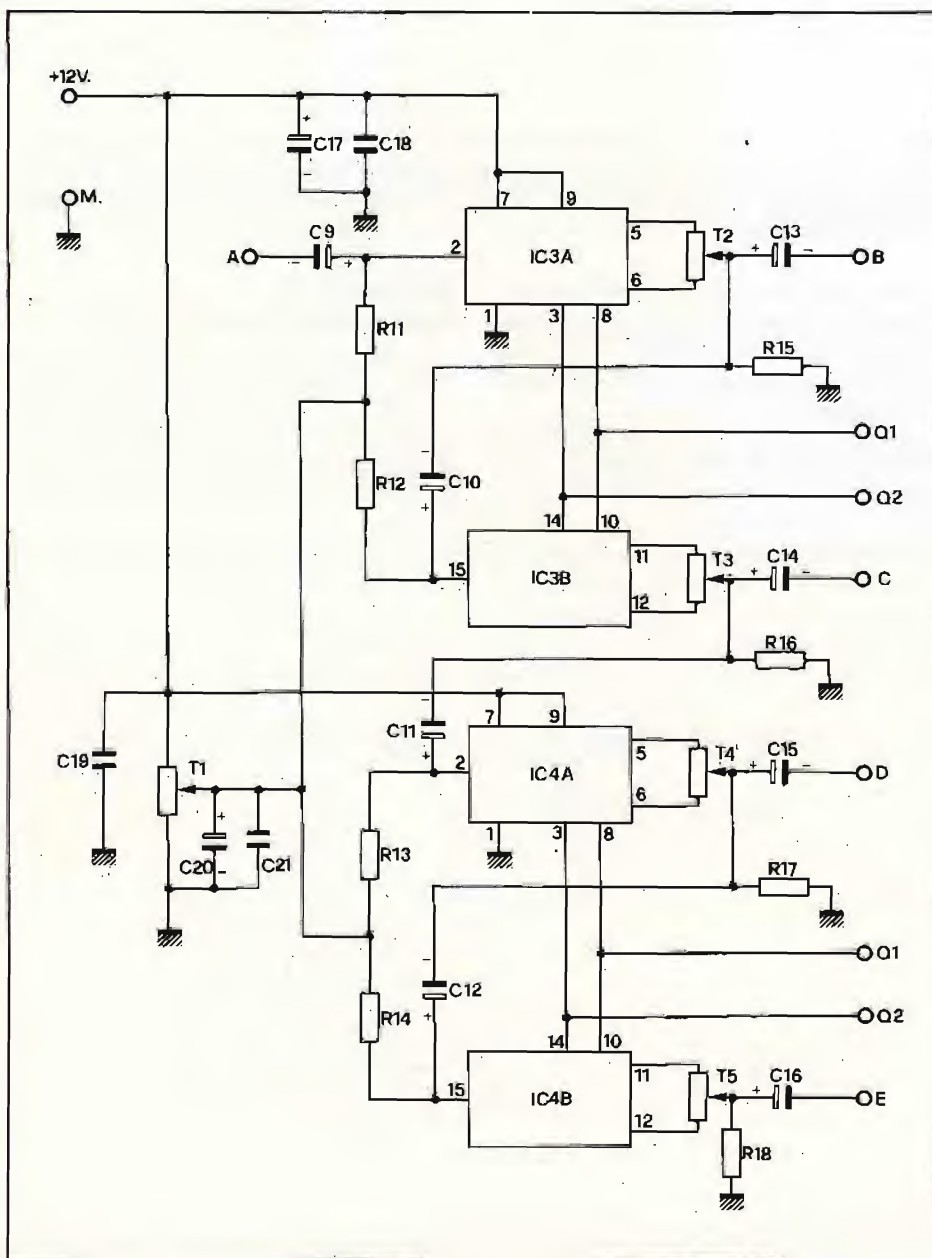 +12V.
+
C17
C18
-
M.
7
9
C9
A
-
+
2
IC3A
5
T2
+
C13
-
B
6
1
3
8
R11
R15
Q1
-
R12
C10
Q2
+
14
10
15
IC3B
11
T3
+
C14
-
C
12
R16
-
C11
7
9
C19
+
2
IC4A
5
T4
+
C15
-
D
T1
6
+
1
3
8
C20
-
C21
R13
R17
-
C12
Q1
R14
+
Q2
14
10
15
IC4B
11
T5
+
C16
E
12
R18